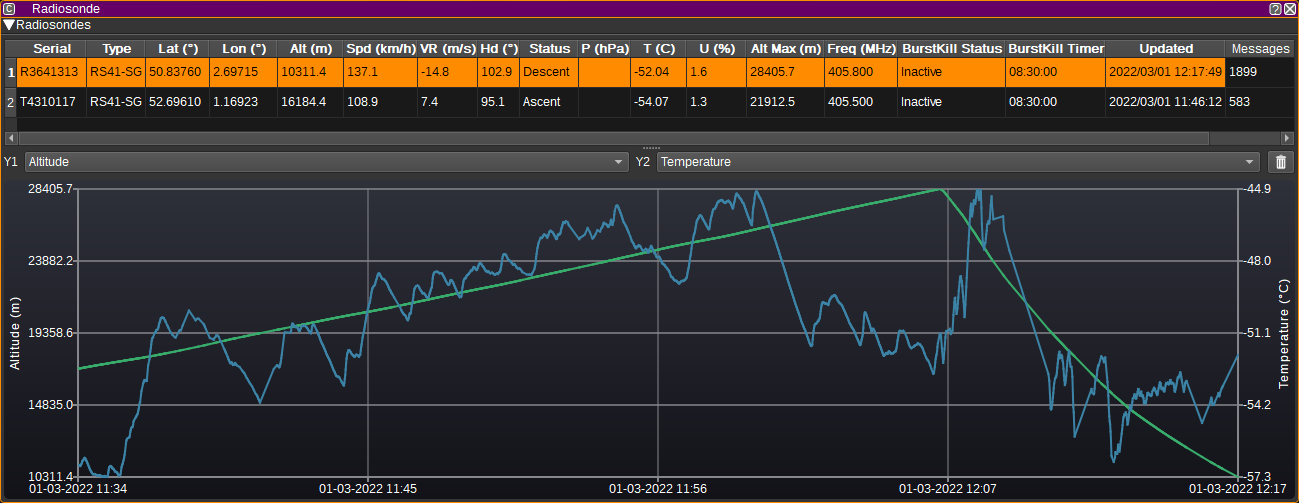 C Radiosonde ?
Radiosondes
Serial Type Lat (°) Lon (°) Alt (m) Spd (km/h) VR (m/s) Hd (°) Status P (hPa) T (C) U (%) Alt Max (m) Freq (MHz) BurstKill Status BurstKill Timer Updated Messages
1 R3641313 RS41-SG 50.83760 2.69715 10311.4 137.1 -14.8 102.9 Descent -52.04 1.6 28405.7 405.800 Inactive 08:30:00 2022/03/01 12:17:49 1899
2 T4310117 RS41-SG 52.69610 1.16923 16184.4 108.9 7.4 95.1 Ascent -54.07 1.3 21912.5 405.500 Inactive 08:30:00 2022/03/01 11:46:12 583
Y1 Altitude Y2 Temperature
28405.7 -44.9
23882.2 -48.0
19358.6 -51.1
14835.0 -54.2
10311.4 -57.3
Altitude (m)
Temperature (°C)
01-03-2022 11:34 01-03-2022 11:45 01-03-2022 11:56 01-03-2022 12:07 01-03-2022 12:17